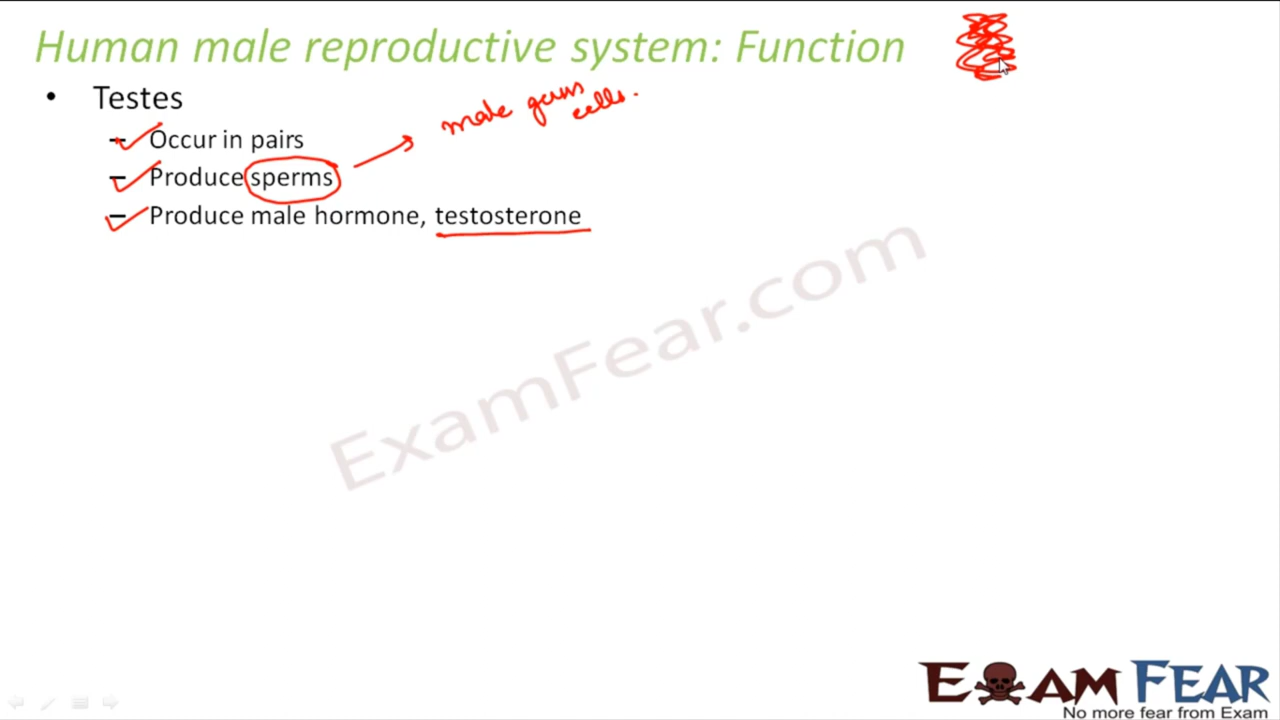 Human male reproductive system: Function
• Testes
male germ
cells.
– Occur in pairs
– Produce sperms
– Produce male hormone, testosterone
ExamFear.com
EXAM FEAR
No more fear from Exam